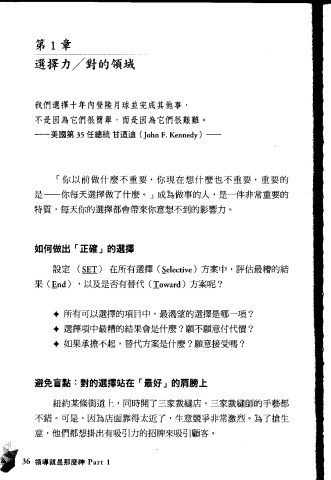 第 1 章
選擇力／對的領域
我們選擇十年內登陸月球並完成其他事，
不是因為它們很簡單，而是因為它們很艱難。
──美國第 35 任總統 甘迺迪（John F. Kennedy）──
「你以前做什麼不重要，你現在想什麼也不重要，重要的
是──你每天選擇做了什麼。」成為做事的人，是一件非常重要的
特質，每天你的選擇都會帶來你意想不到的影響力。
如何做出「正確」的選擇
設定 （SET） 在所有選擇（Selective）方案中，評估最糟的結
果（End），以及是否有替代（Toward）方案呢？
✦ 所有可以選擇的項目中，最渴望的選擇是哪一項？
✦ 選擇項中最糟的結果會是什麼？願不願意付代價？
✦ 如果承擔不起，替代方案是什麼？願意接受嗎？
避免盲點：對的選擇站在「最好」的肩膀上
紐約某條街道上，同時開了三家裁縫店，三家裁縫師的手藝都
不錯。可是，因為店面靠得太近了，生意競爭非常激烈。為了搶生
意，他們都想掛出有吸引力的招牌來吸引顧客。
36 領導就是那麼神 Part 1